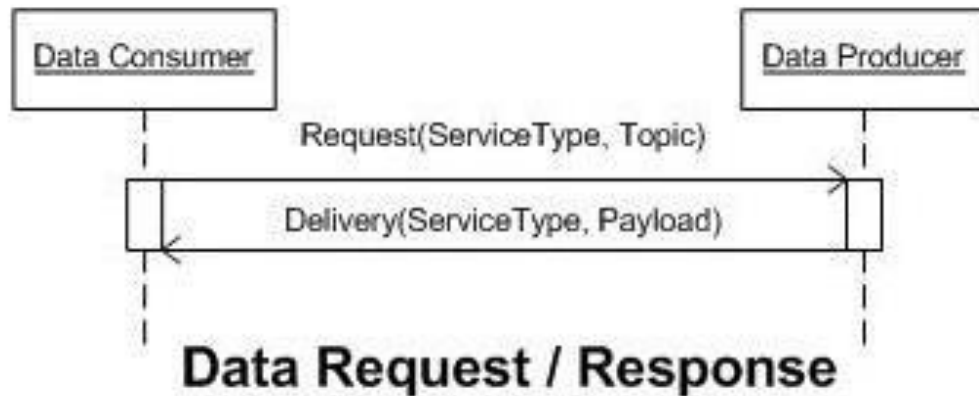 Data Consumer
Data Producer
Request(ServiceType, Topic)
Delivery(ServiceType, Payload)
Data Request / Response